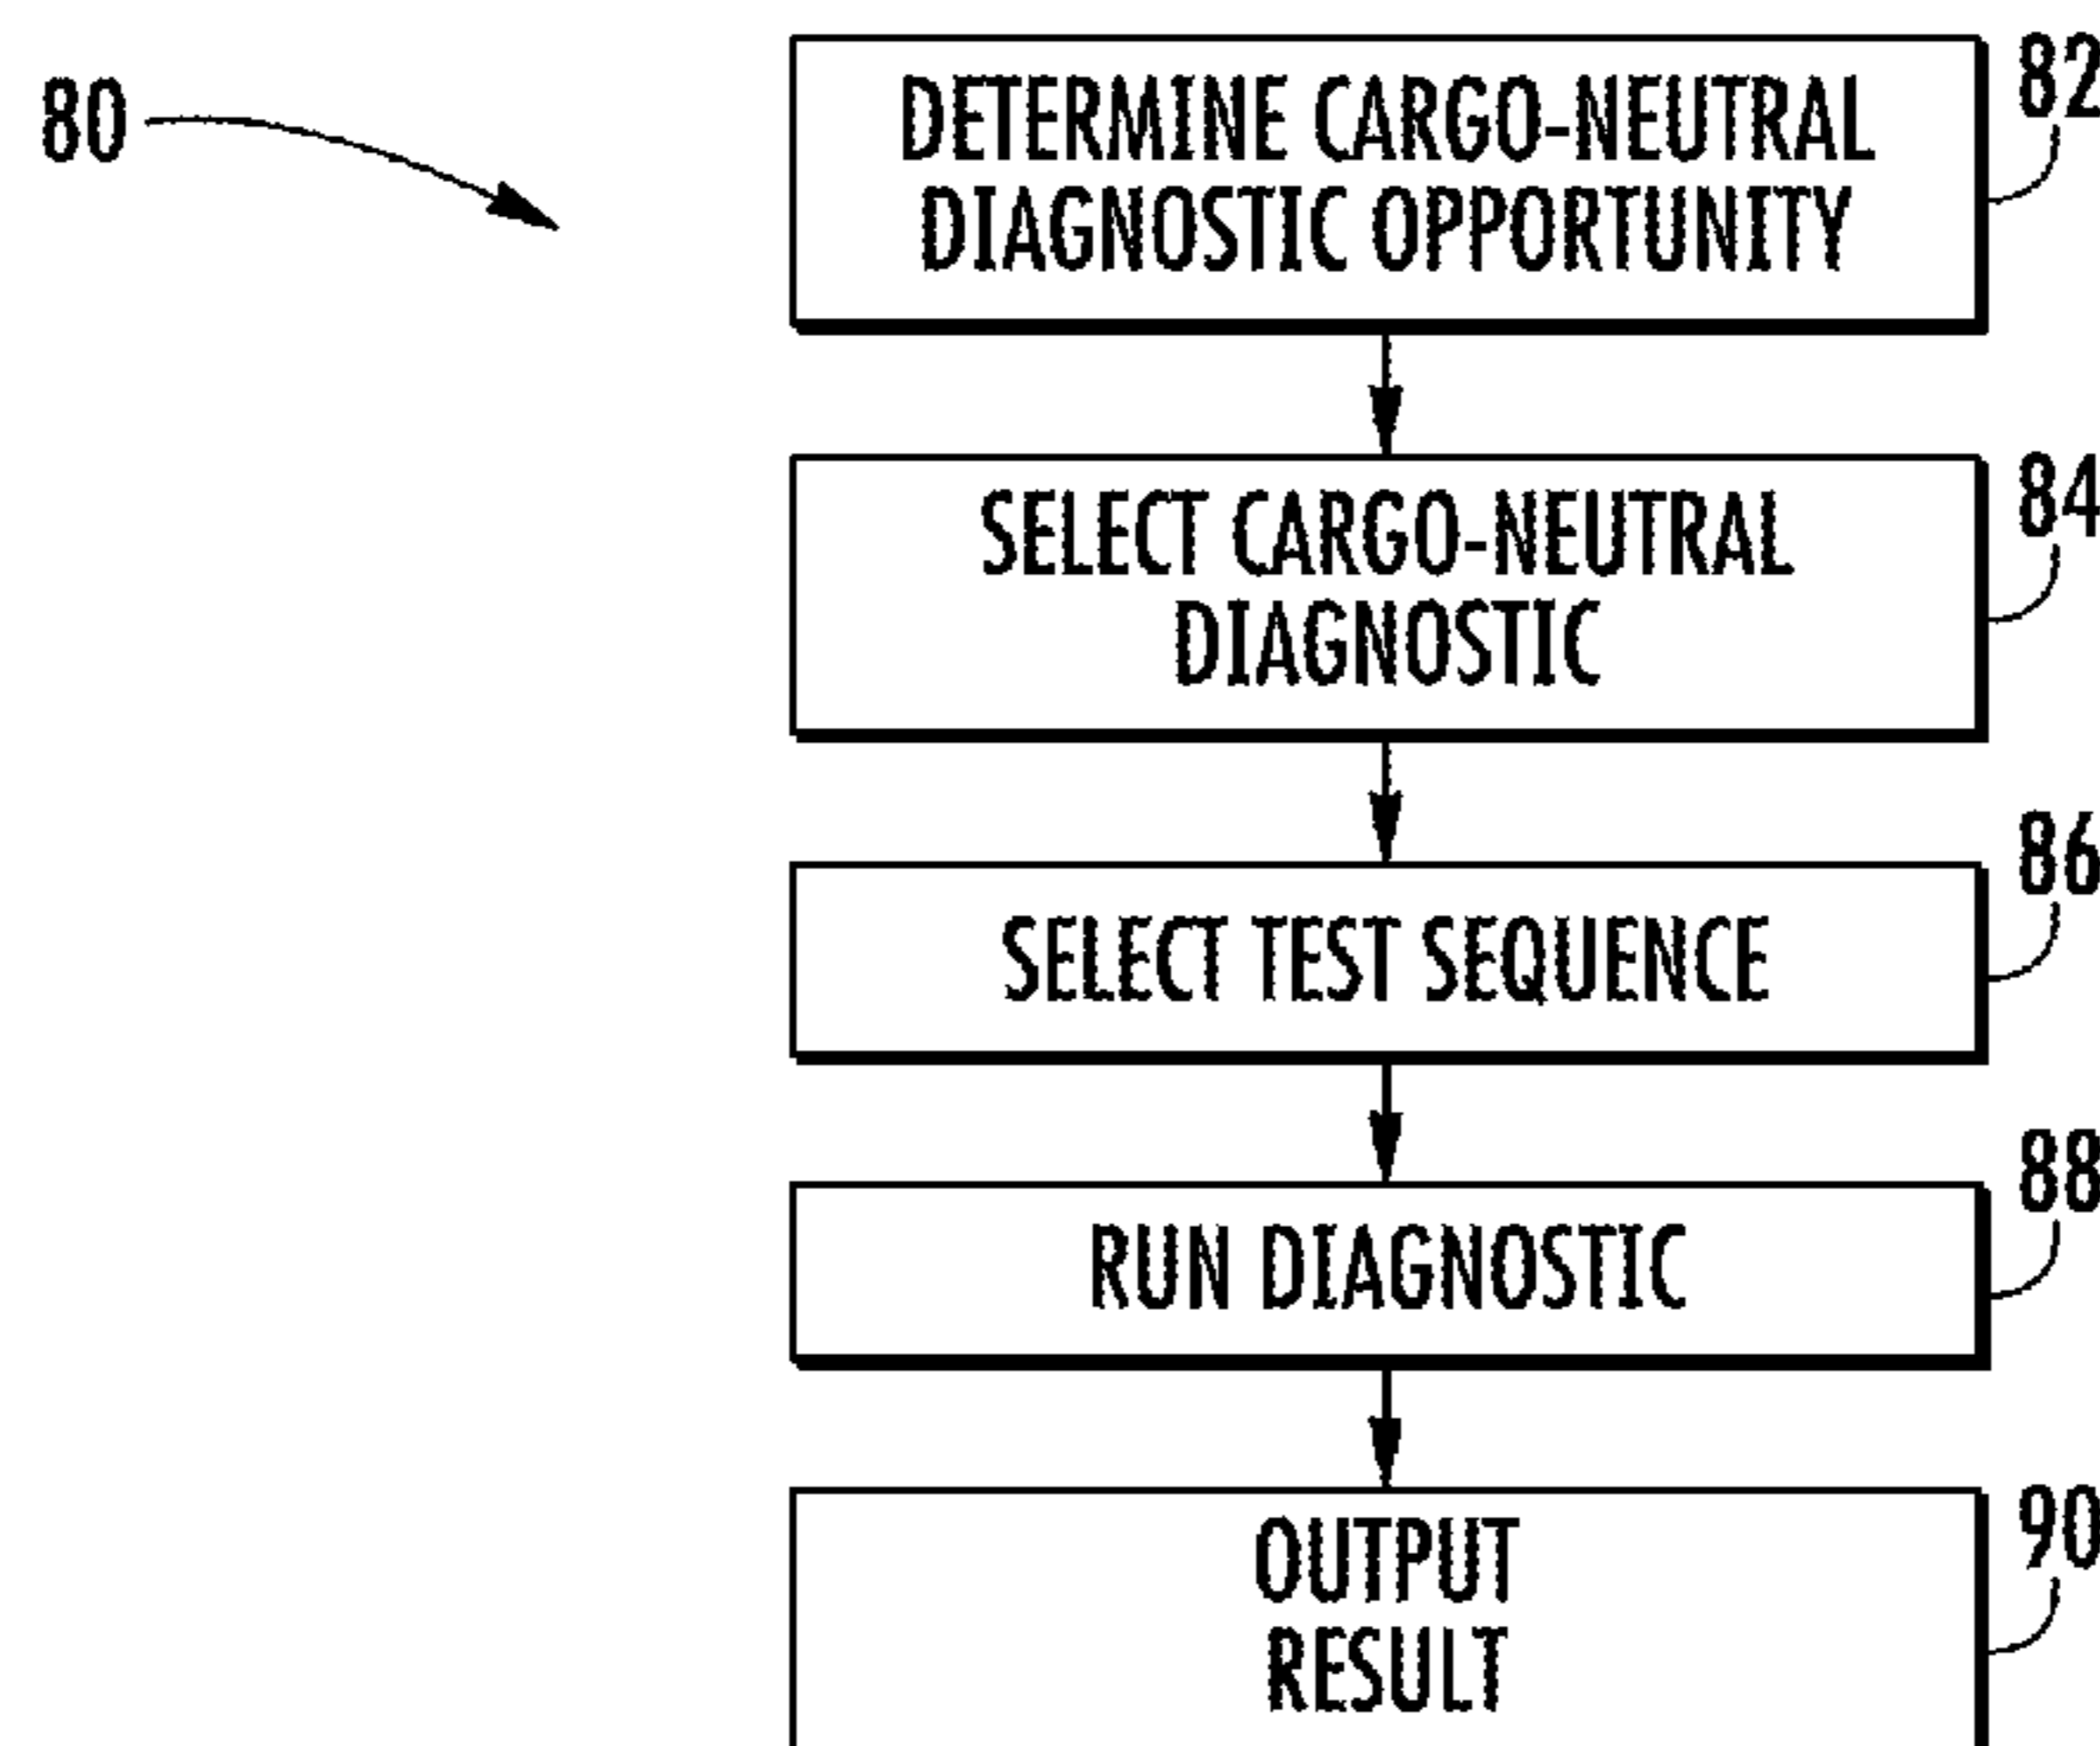 80
82
DETERMINE CARGO-NEUTRAL
DIAGNOSTIC OPPORTUNITY
84
SELECT CARGO-NEUTRAL
DIAGNOSTIC
86
SELECT TEST SEQUENCE
88
RUN DIAGNOSTIC
90
OUTPUT
RESULT